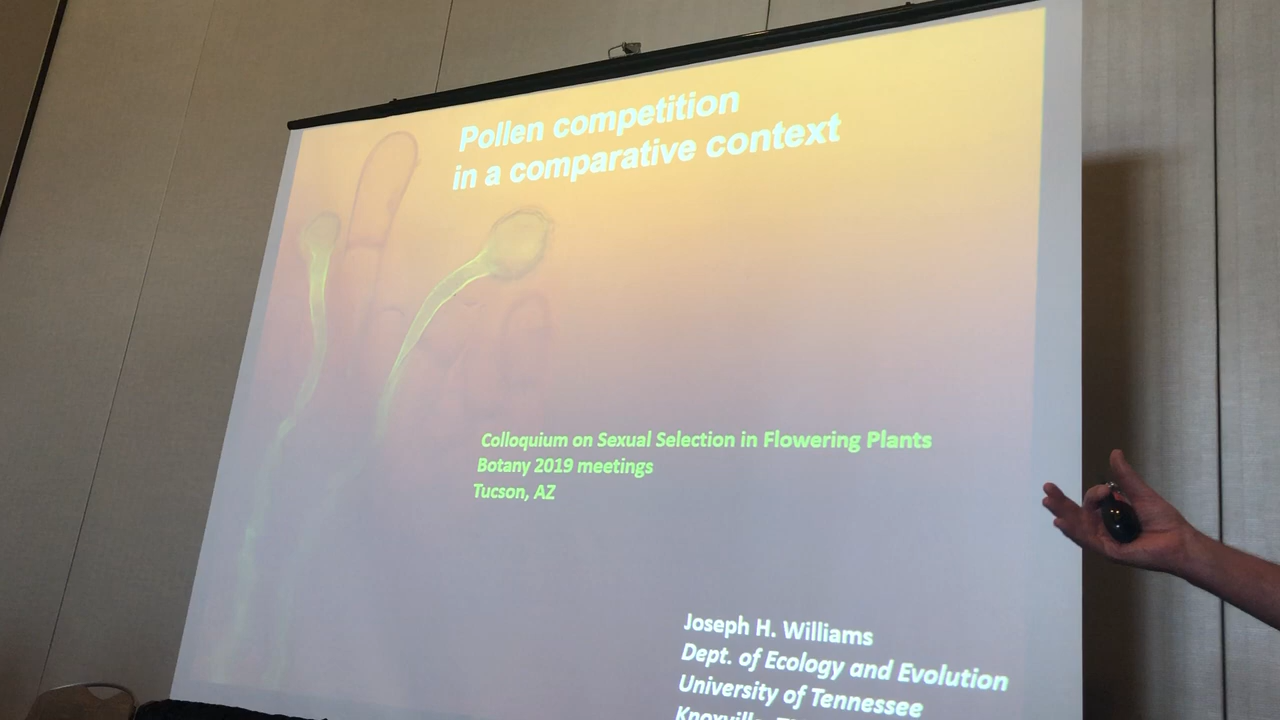 Pollen competition
in a comparative context
Colloquium on Sexual Selection in Flowering Plants
Botany 2019 meetings
Tucson, AZ
Joseph H. Williams
Dept. of Ecology and Evolution
University of Tennessee
Knoxville,